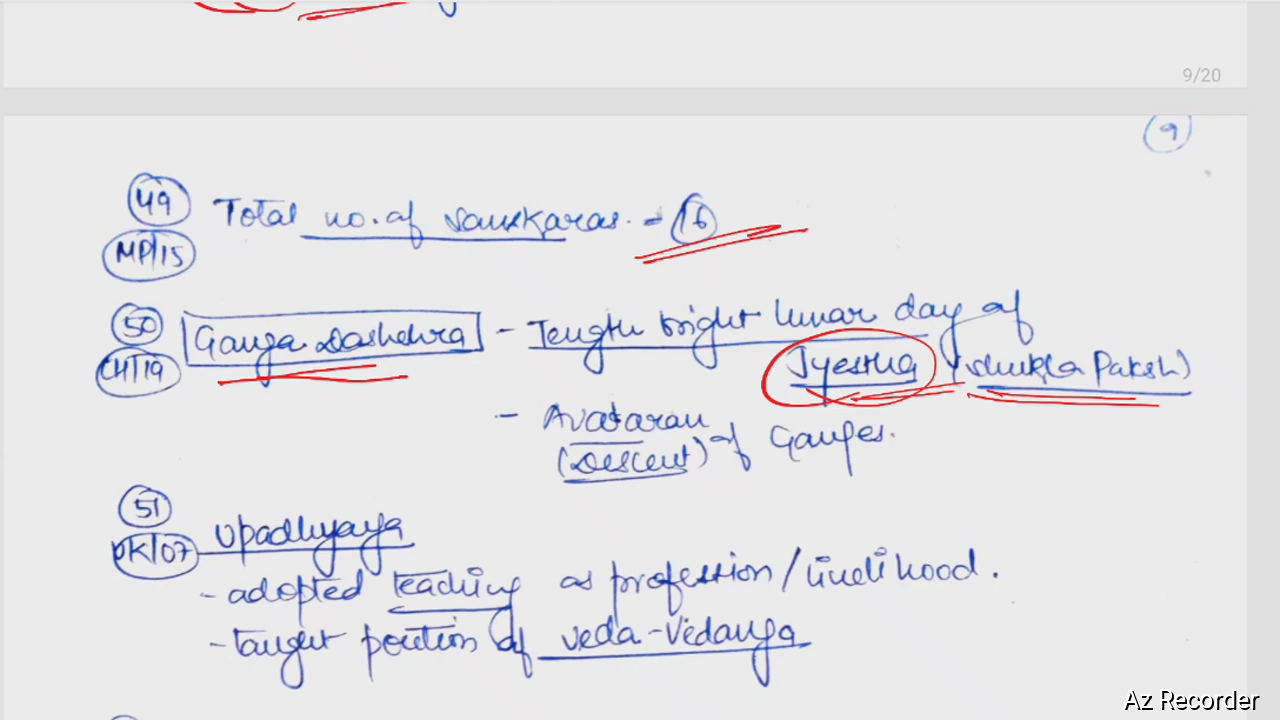 9/20
9
49 Total no. of Samskaras. = 16
MP/15
50 Ganga Dashehra - Tength bright lunar day of
CH/19 Jyestha (Shukla Paksh)
- Avataran
(Descent) of Ganges.
51
UK/07 Upadhyaya
- adopted teaching as profession/livelihood.
- taught portion of veda-Vedanga
Az Recorder